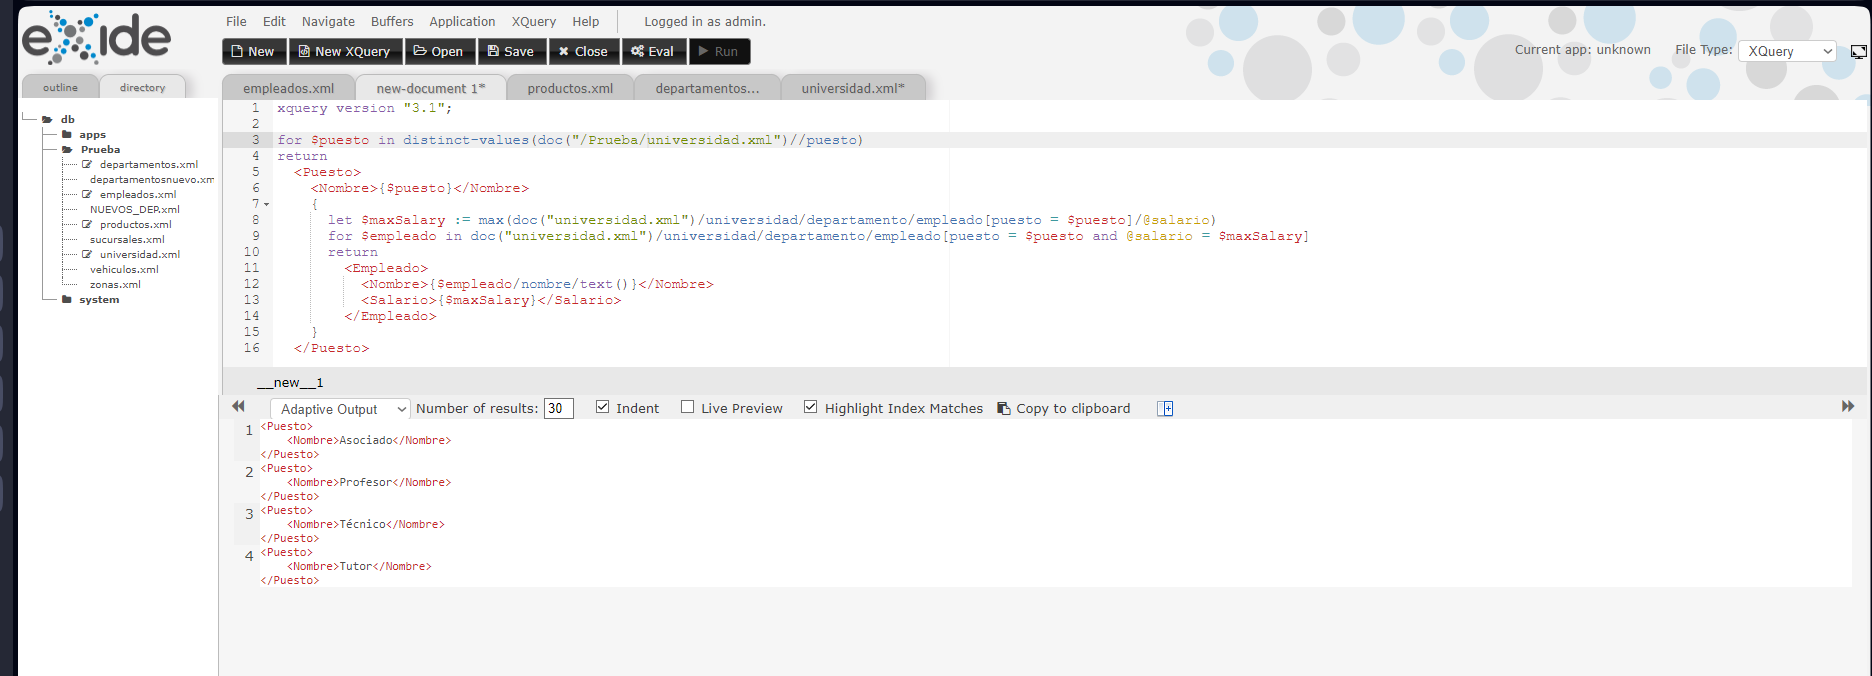 eXide
File Edit Navigate Buffers Application XQuery Help Logged in as admin.
New New XQuery Open Save Close Eval Run
Current app: unknown File Type: XQuery
outline directory
empleados.xml new-document 1* productos.xml departamentos... universidad.xml*
db
apps
Prueba
departamentos.xml
departamentosnuevo.xm
empleados.xml
NUEVOS_DEP.xml
productos.xml
sucursales.xml
universidad.xml
vehiculos.xml
zonas.xml
system
1 xquery version "3.1";
2
3 for $puesto in distinct-values(doc("/Prueba/universidad.xml")//puesto)
4 return
5 <Puesto>
6 <Nombre>{$puesto}</Nombre>
7 {
8 let $maxSalary := max(doc("universidad.xml")/universidad/departamento/empleado[puesto = $puesto]/@salario)
9 for $empleado in doc("universidad.xml")/universidad/departamento/empleado[puesto = $puesto and @salario = $maxSalary]
10 return
11 <Empleado>
12 <Nombre>{$empleado/nombre/text()}</Nombre>
13 <Salario>{$maxSalary}</Salario>
14 </Empleado>
15 }
16 </Puesto>
__new__1
Adaptive Output Number of results: 30 Indent Live Preview Highlight Index Matches Copy to clipboard
1 <Puesto>
<Nombre>Asociado</Nombre>
</Puesto>
2 <Puesto>
<Nombre>Profesor</Nombre>
</Puesto>
3 <Puesto>
<Nombre>Técnico</Nombre>
</Puesto>
4 <Puesto>
<Nombre>Tutor</Nombre>
</Puesto>